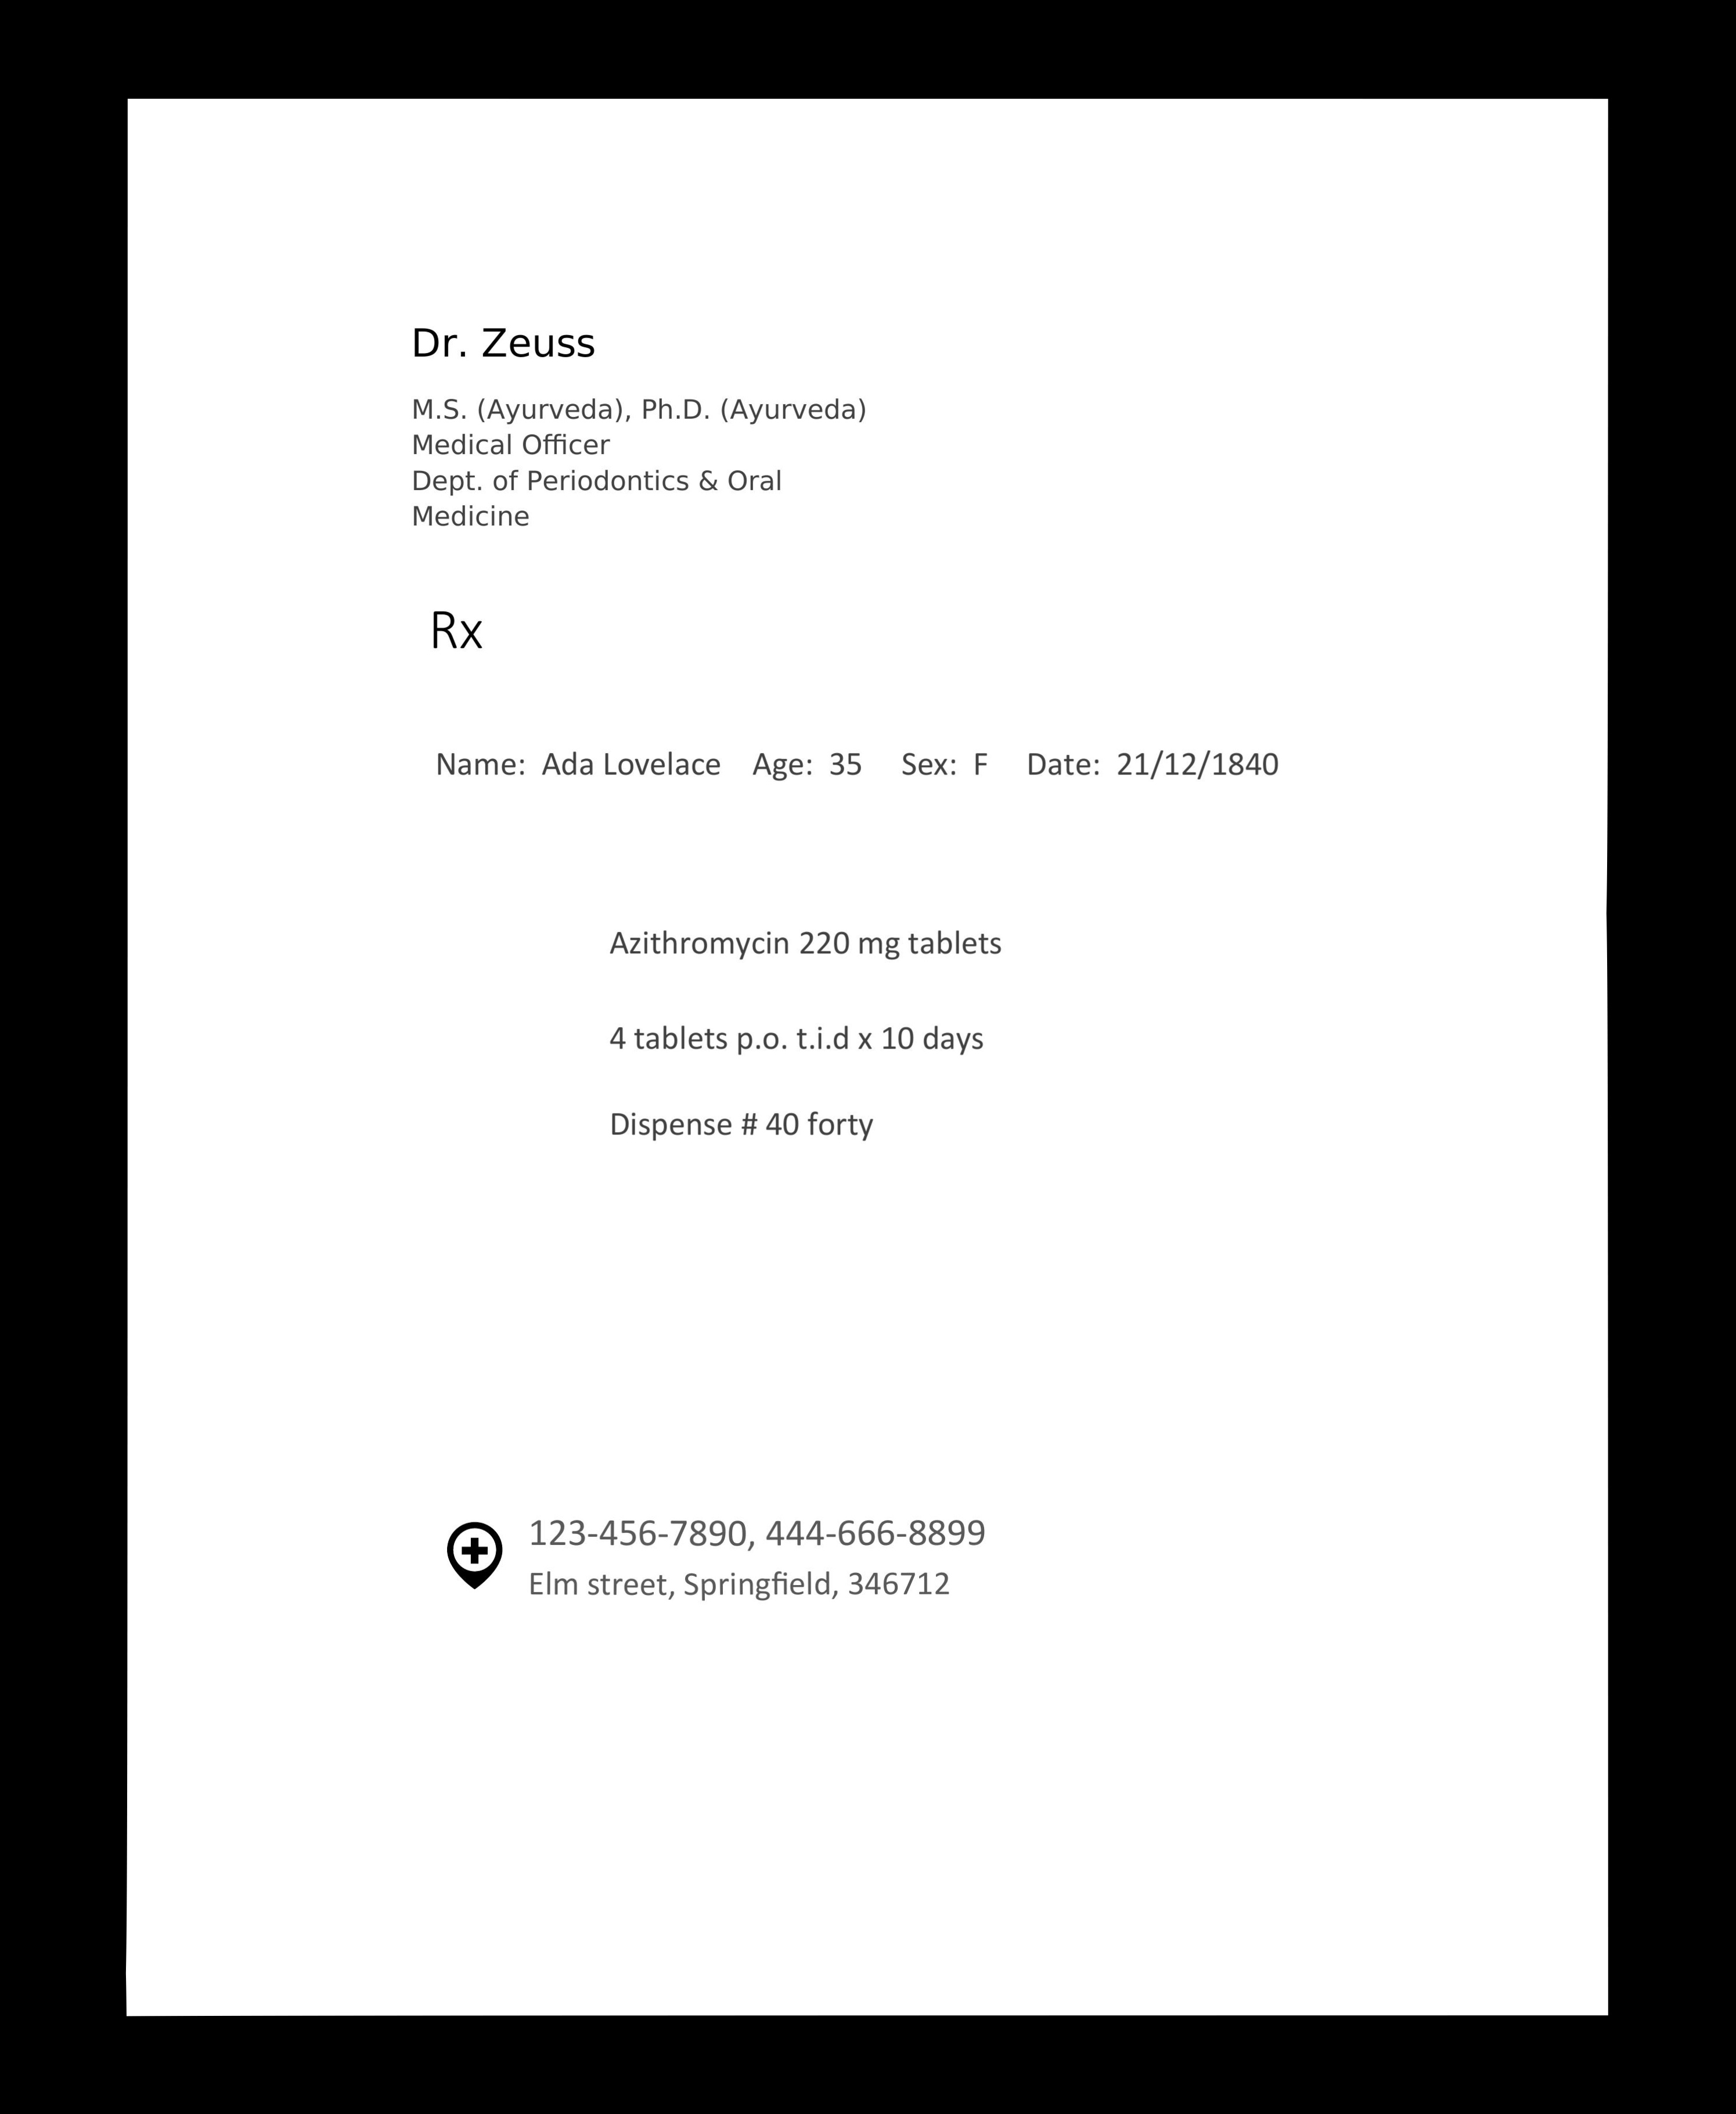 Dr. Zeuss
M.S. (Ayurveda), Ph.D. (Ayurveda)
Medical Officer
Dept. of Periodontics & Oral
Medicine
Rx
Name: Ada Lovelace Age: 35 Sex: F Date: 21/12/1840
Azithromycin 220 mg tablets
4 tablets p.o. t.i.d x 10 days
Dispense # 40 forty
123-456-7890, 444-666-8899
Elm street, Springfield, 346712